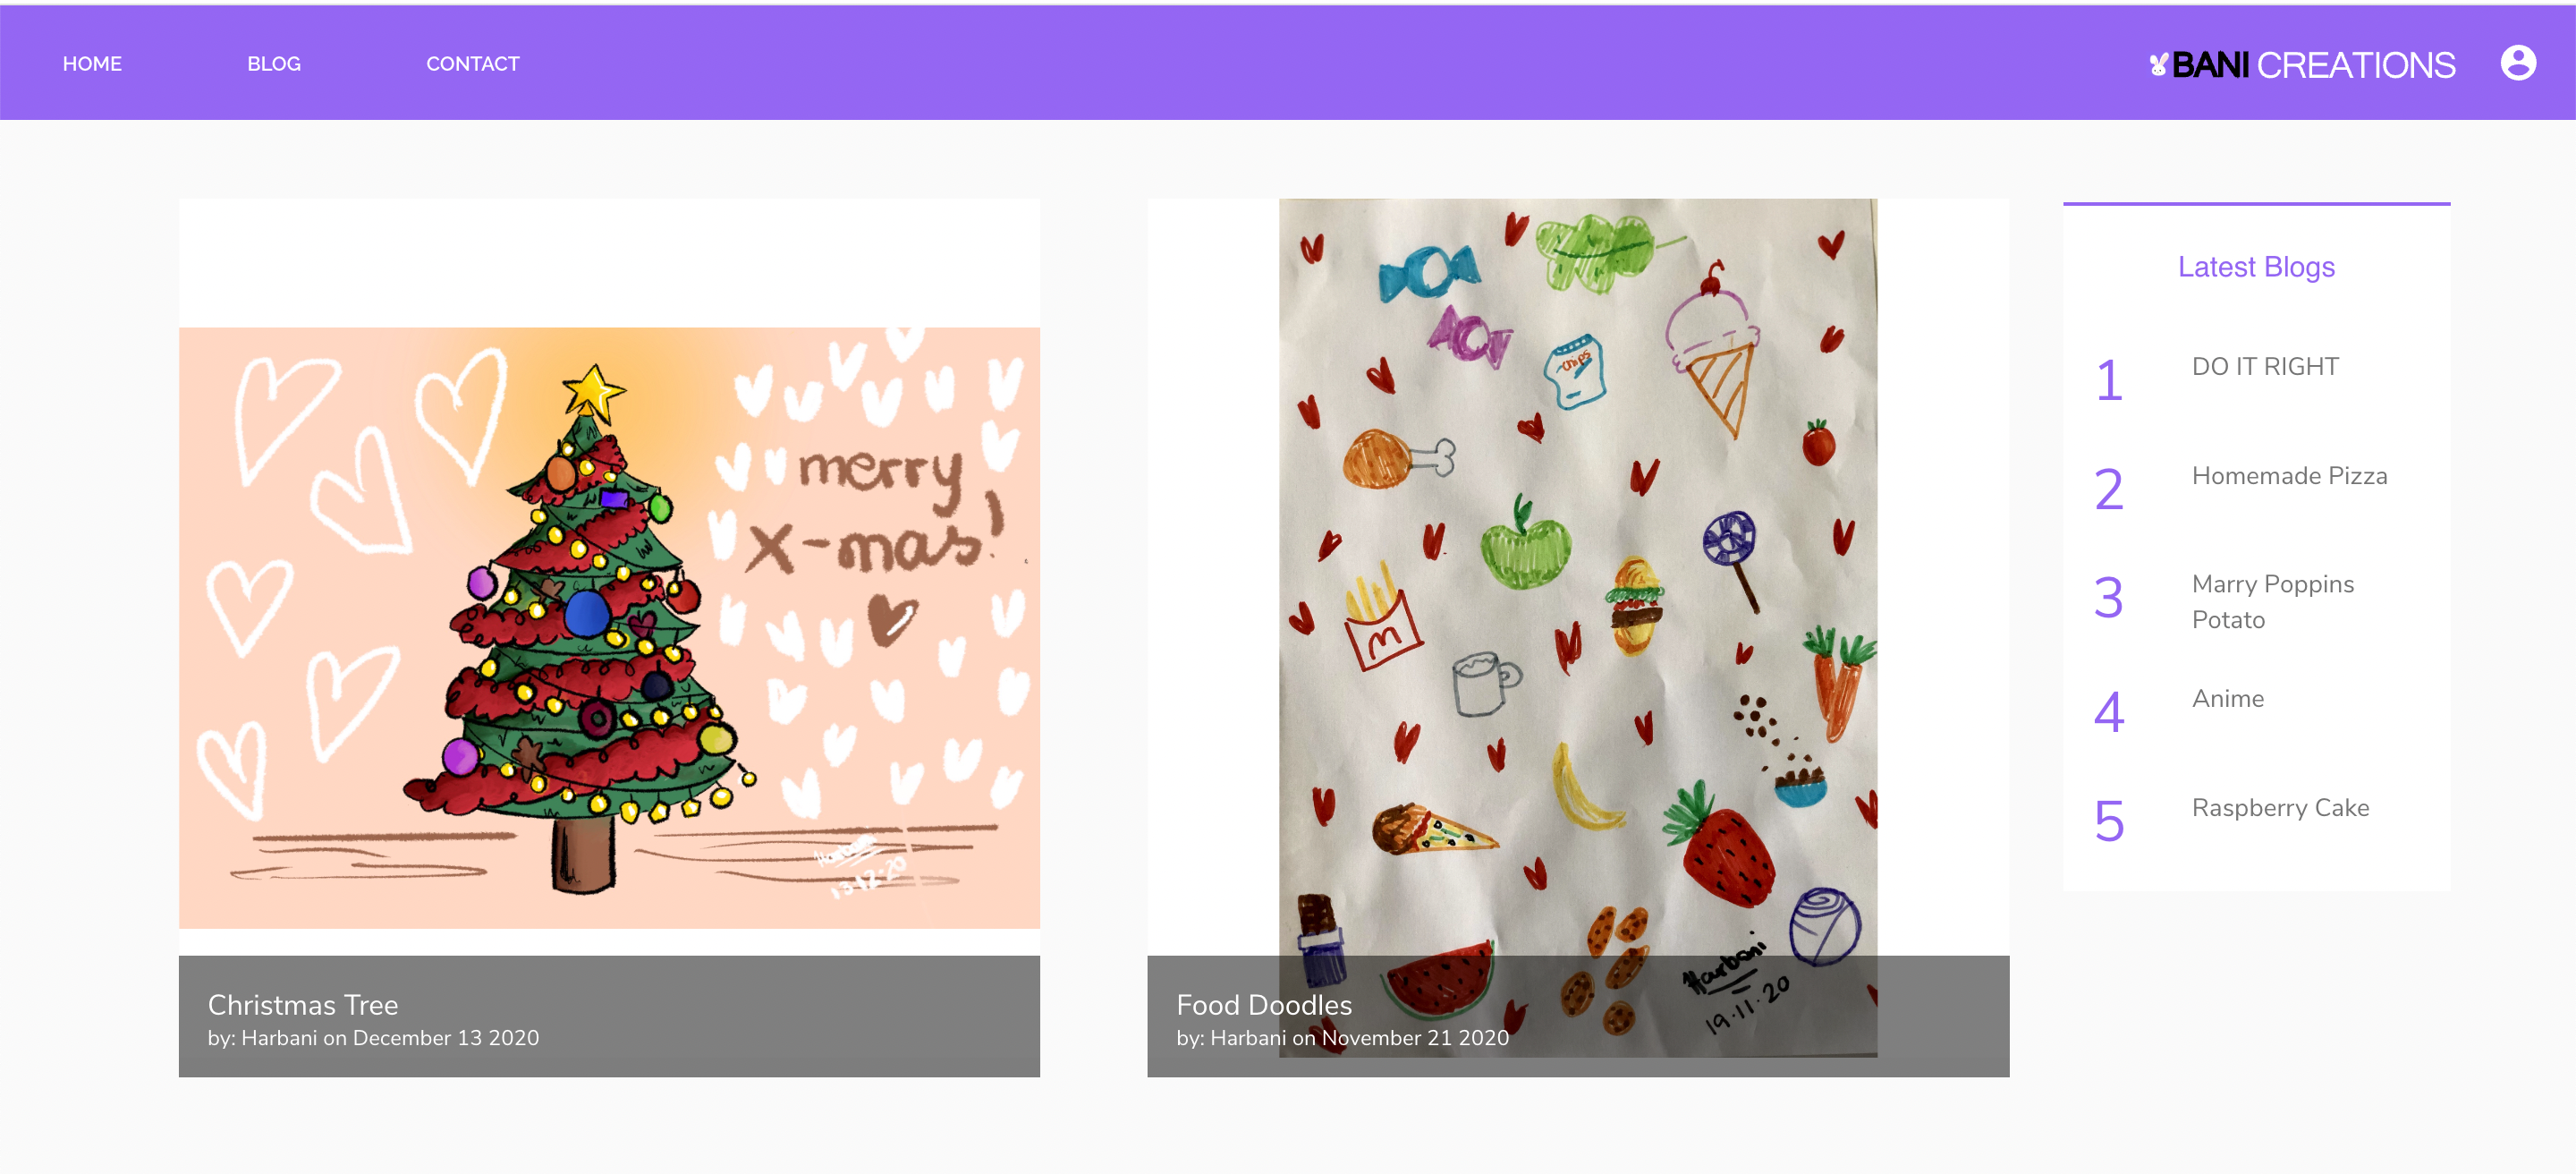 HOME
BLOG
CONTACT
BANI CREATIONS
merry
x-mas!
Harbani
13·12·20
Christmas Tree
by: Harbani on December 13 2020
chips
m
Harbani
19·11·20
Food Doodles
by: Harbani on November 21 2020
Latest Blogs
1 DO IT RIGHT
2 Homemade Pizza
3 Marry Poppins
Potato
4 Anime
5 Raspberry Cake